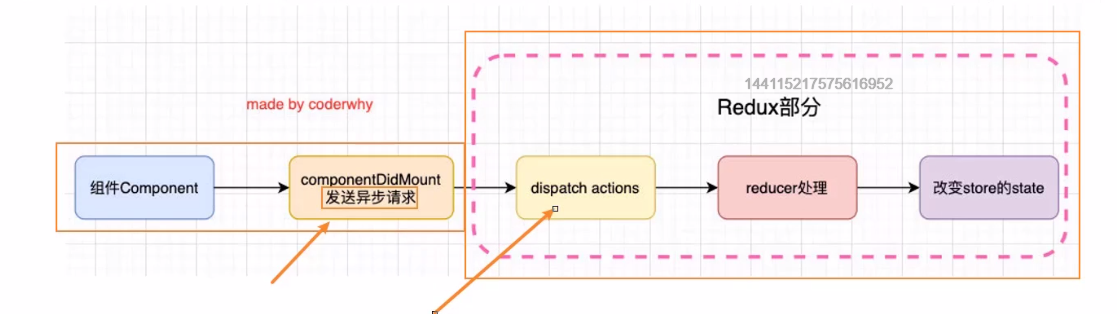 144115217575616952
Redux部分
made by coderwhy
组件Component
componentDidMount
发送异步请求
dispatch actions
reducer处理
改变store的state